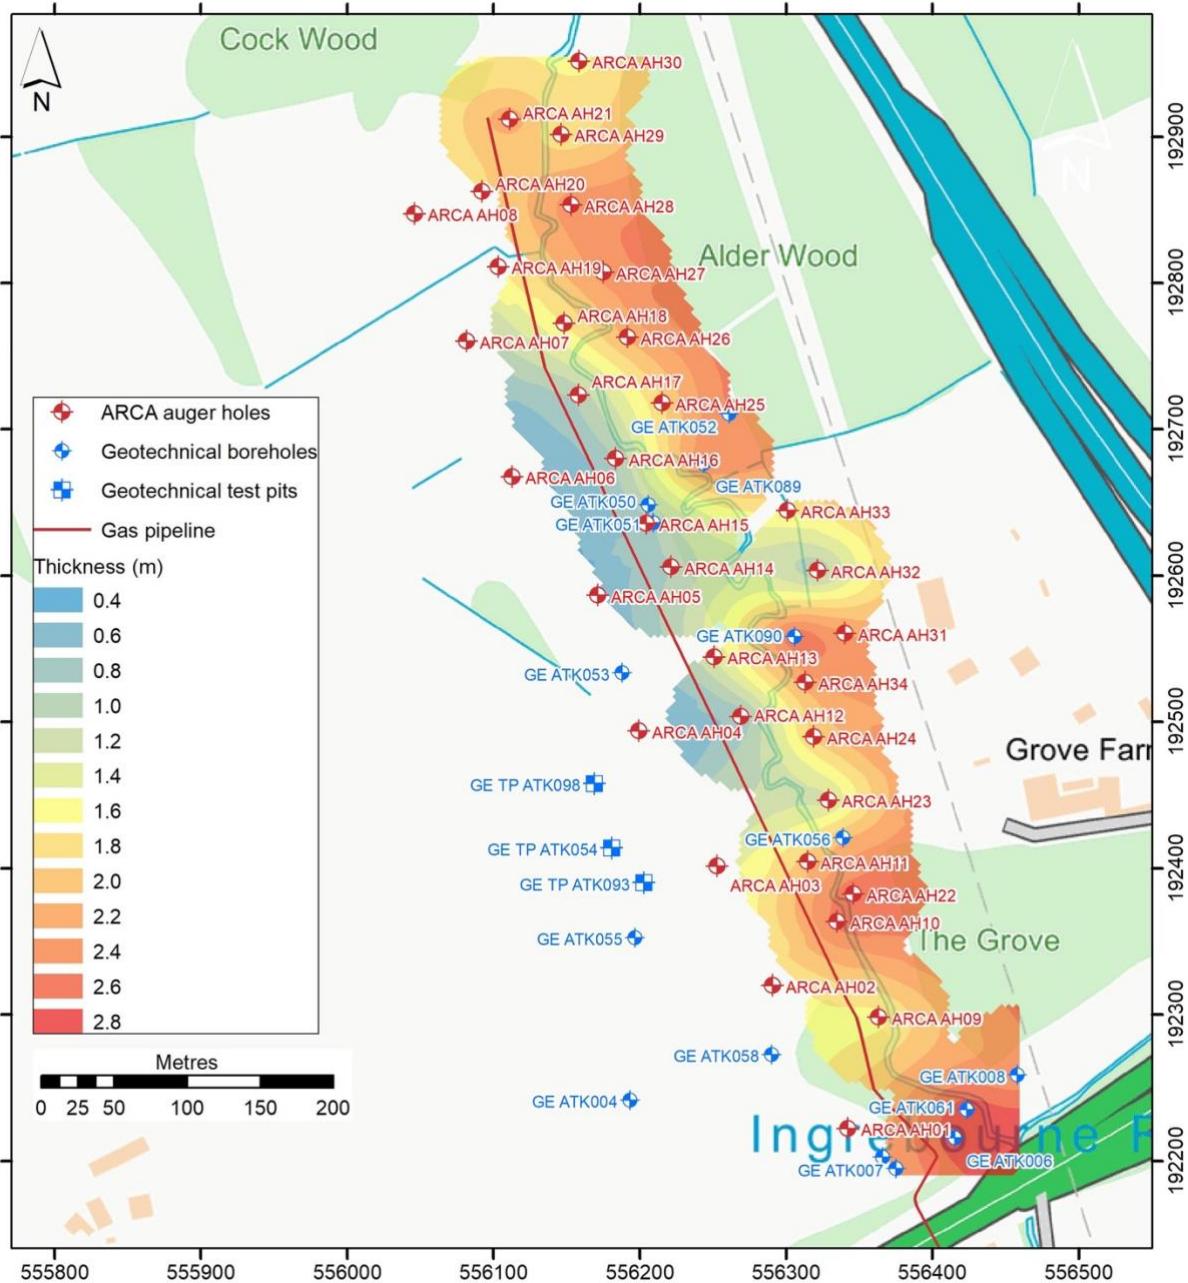 Cock Wood
N
ARCA AH30
ARCA AH21
ARCA AH29
ARCA AH20
ARCA AH28
ARCA AH08
Alder Wood
ARCA AH19
ARCA AH27
ARCA AH18
ARCA AH26
ARCA AH07
ARCA AH17
ARCA AH25
GE ATK052
ARCA AH16
ARCA AH06
GE ATK089
GE ATK050
GE ATK051
ARCA AH15
ARCA AH33
ARCA AH14
ARCA AH32
ARCA AH05
GE ATK090
ARCA AH31
ARCA AH13
GE ATK053
ARCA AH34
ARCA AH12
ARCA AH04
ARCA AH24
Grove Farr
GE TP ATK098
ARCA AH23
GE ATK056
GE TP ATK054
ARCA AH11
GE TP ATK093
ARCA AH03
ARCA AH22
ARCA AH10
GE ATK055
The Grove
ARCA AH02
ARCA AH09
GE ATK058
GE ATK008
GE ATK004
GE ATK061
ARCA AH01
Ingrebourne R
GE ATK006
GE ATK007
ARCA auger holes
Geotechnical boreholes
Geotechnical test pits
Gas pipeline
Thickness (m)
0.4
0.6
0.8
1.0
1.2
1.4
1.6
1.8
2.0
2.2
2.4
2.6
2.8
Metres
0 25 50 100 150 200
N
192900
192800
192700
192600
192500
192400
192300
192200
555800 555900 556000 556100 556200 556300 556400 556500